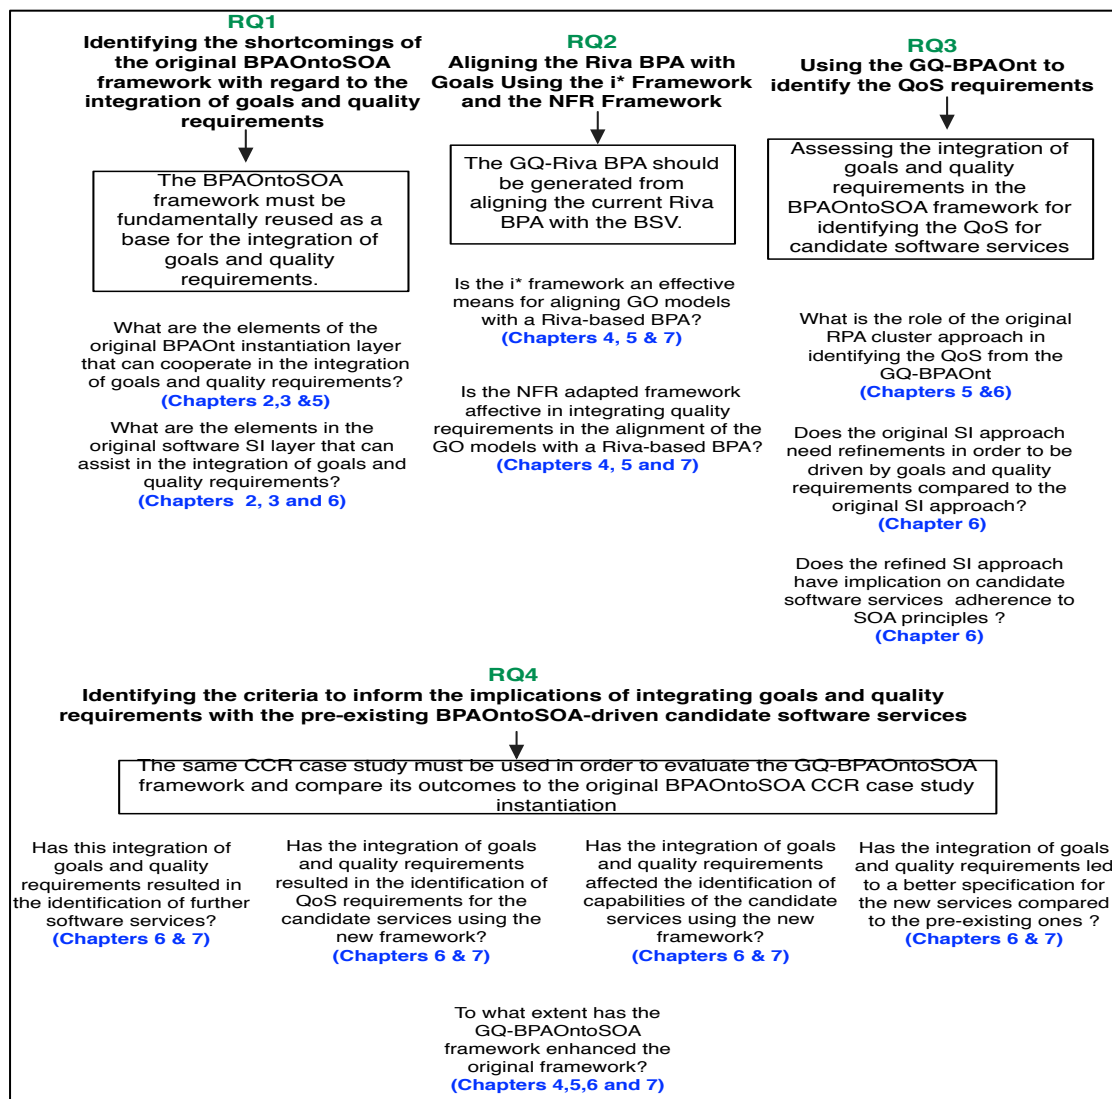 RQ1
Identifying the shortcomings of
the original BPAOntoSOA
framework with regard to the
integration of goals and quality
requirements
The BPAOntoSOA
framework must be
fundamentally reused as a
base for the integration of
goals and quality
requirements.
What are the elements of the
original BPAOnt instantiation layer
that can cooperate in the integration
of goals and quality requirements?
(Chapters 2,3 &5)
What are the elements in the
original software SI layer that can
assist in the integration of goals and
quality requirements?
(Chapters 2, 3 and 6)
RQ2
Aligning the Riva BPA with
Goals Using the i* Framework
and the NFR Framework
The GQ-Riva BPA should
be generated from
aligning the current Riva
BPA with the BSV.
Is the i* framework an effective
means for aligning GO models
with a Riva-based BPA?
(Chapters 4, 5 & 7)
Is the NFR adapted framework
affective in integrating quality
requirements in the alignment of the
GO models with a Riva-based BPA?
(Chapters 4, 5 and 7)
RQ3
Using the GQ-BPAOnt to
identify the QoS requirements
Assessing the integration of
goals and quality
requirements in the
BPAOntoSOA framework for
identifying the QoS for
candidate software services
What is the role of the original
RPA cluster approach in
identifying the QoS from the
GQ-BPAOnt
(Chapters 5 &6)
Does the original SI approach
need refinements in order to be
driven by goals and quality
requirements compared to the
original SI approach?
(Chapter 6)
Does the refined SI approach
have implication on candidate
software services adherence to
SOA principles ?
(Chapter 6)
RQ4
Identifying the criteria to inform the implications of integrating goals and quality
requirements with the pre-existing BPAOntoSOA-driven candidate software services
The same CCR case study must be used in order to evaluate the GQ-BPAOntoSOA
framework and compare its outcomes to the original BPAOntoSOA CCR case study
instantiation
Has this integration of
goals and quality
requirements resulted in
the identification of further
software services?
(Chapters 6 & 7)
Has the integration of goals
and quality requirements
resulted in the identification of
QoS requirements for the
candidate services using the
new framework?
(Chapters 6 & 7)
Has the integration of goals
and quality requirements
affected the identification of
capabilities of the candidate
services using the new
framework?
(Chapters 6 & 7)
Has the integration of goals
and quality requirements led
to a better specification for
the new services compared
to the pre-existing ones ?
(Chapters 6 & 7)
To what extent has the
GQ-BPAOntoSOA
framework enhanced the
original framework?
(Chapters 4,5,6 and 7)